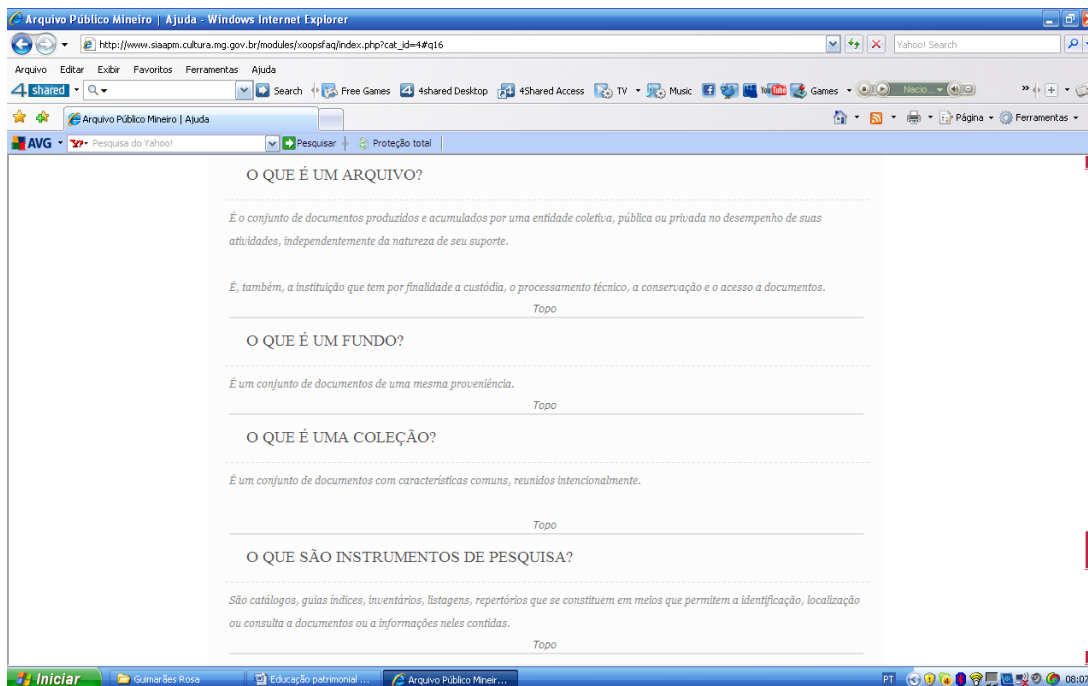 Arquivo Público Mineiro | Ajuda - Windows Internet Explorer
http://www.siaapm.cultura.mg.gov.br/modules/xoopsfaq/index.php?cat_id=4#q16
Yahoo! Search
Arquivo Editar Exibir Favoritos Ferramentas Ajuda
4 shared Search Free Games 4shared Desktop 4Shared Access TV Music You Tube Games Nacio...
Arquivo Público Mineiro | Ajuda Página Ferramentas
AVG Y? Pesquisa do Yahoo! Pesquisar Proteção total
O QUE É UM ARQUIVO?
É o conjunto de documentos produzidos e acumulados por uma entidade coletiva, pública ou privada no desempenho de suas
atividades, independentemente da natureza de seu suporte.
É, também, a instituição que tem por finalidade a custódia, o processamento técnico, a conservação e o acesso a documentos.
Topo
O QUE É UM FUNDO?
É um conjunto de documentos de uma mesma proveniência.
Topo
O QUE É UMA COLEÇÃO?
É um conjunto de documentos com características comuns, reunidos intencionalmente.
Topo
O QUE SÃO INSTRUMENTOS DE PESQUISA?
São catálogos, guias índices, inventários, listagens, repertórios que se constituem em meios que permitem a identificação, localização
ou consulta a documentos ou a informações neles contidas.
Topo
Iniciar Guimarães Rosa Educação patrimonial ... Arquivo Público Mineir... PT